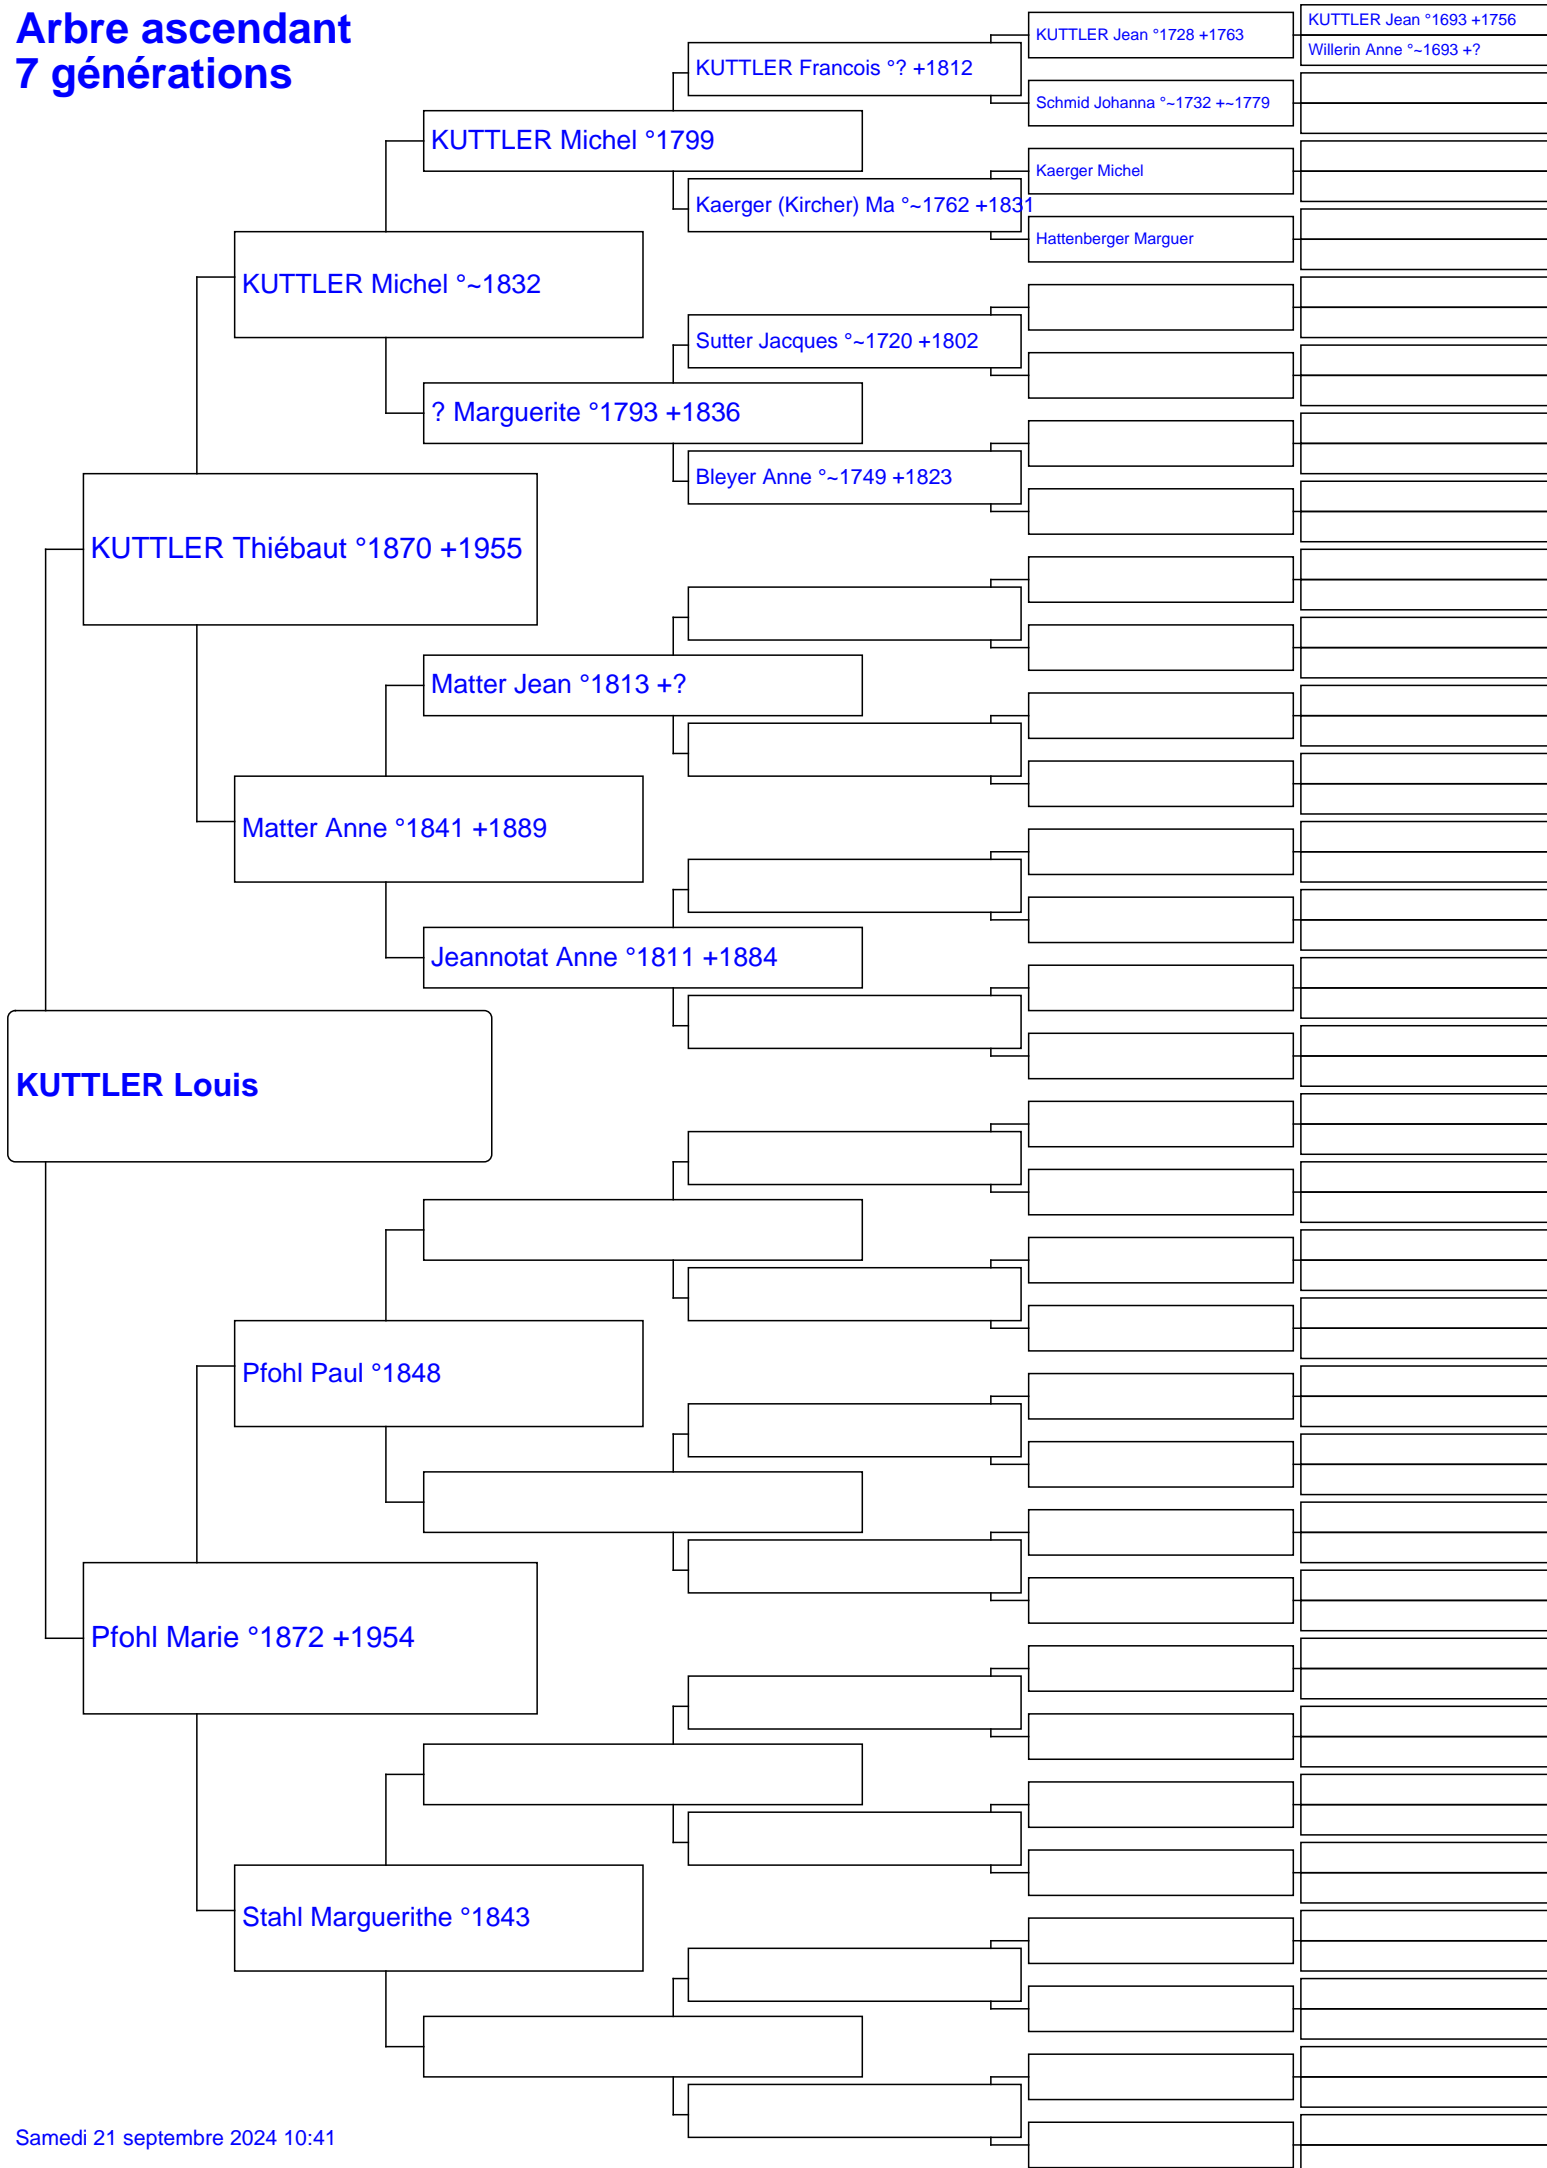 Arbre ascendant
7 générations
KUTTLER Jean °1693 +1756
KUTTLER Jean °1728 +1763
Willerin Anne °~1693 +?
KUTTLER Francois °? +1812
Schmid Johanna °~1732 +~1779
KUTTLER Michel °1799
Kaerger Michel
Kaerger (Kircher) Ma °~1762 +1831
Hattenberger Marguer
KUTTLER Michel °~1832
Sutter Jacques °~1720 +1802
? Marguerite °1793 +1836
Bleyer Anne °~1749 +1823
KUTTLER Thiébaut °1870 +1955
Matter Jean °1813 +?
Matter Anne °1841 +1889
Jeannotat Anne °1811 +1884
KUTTLER Louis
Pfohl Paul °1848
Pfohl Marie °1872 +1954
Stahl Marguerithe °1843
Samedi 21 septembre 2024 10:41